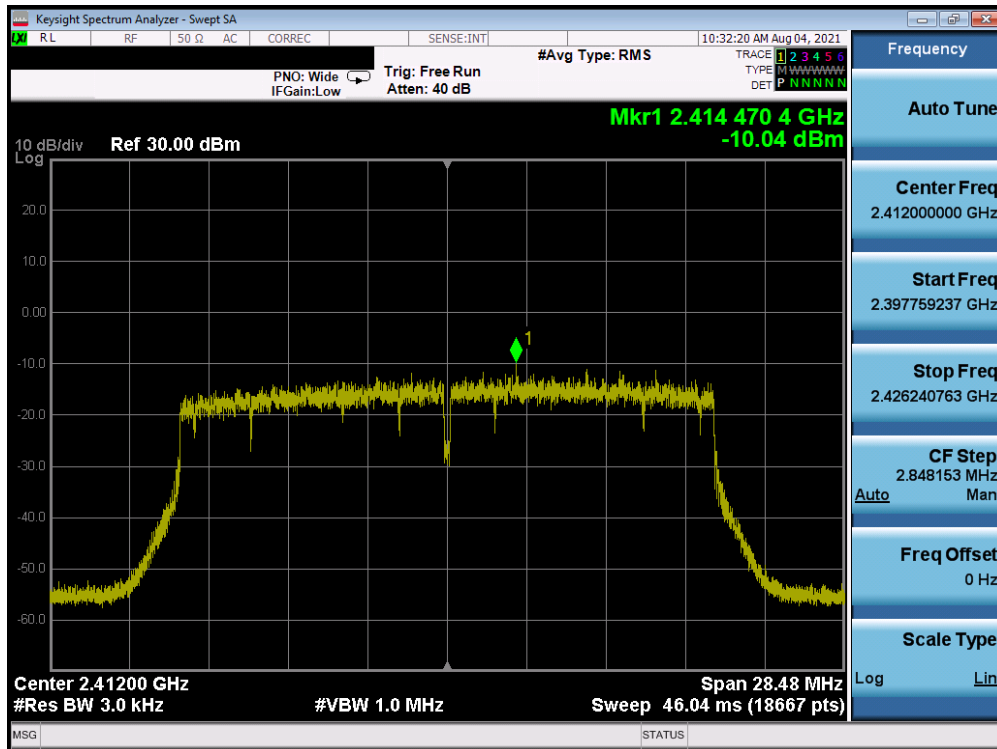 Keysight Spectrum Analyzer - Swept SA
LXI RL RF 50 Ω AC CORREC SENSE:INT 10:32:20 AM Aug 04, 2021
#Avg Type: RMS
TRACE 1 2 3 4 5 6
PNO: Wide Trig: Free Run
TYPE M WWWWW
IFGain:Low Atten: 40 dB
DET P N N N N N
Mkr1 2.414 470 4 GHz
10 dB/div Ref 30.00 dBm -10.04 dBm
Log
20.0
10.0
0.00
1
-10.0
-20.0
-30.0
-40.0
-50.0
-60.0
Center 2.41200 GHz Span 28.48 MHz
#Res BW 3.0 kHz #VBW 1.0 MHz Sweep 46.04 ms (18667 pts)
MSG STATUS
Frequency
Auto Tune
Center Freq
2.412000000 GHz
Start Freq
2.397759237 GHz
Stop Freq
2.426240763 GHz
CF Step
2.848153 MHz
Auto Man
Freq Offset
0 Hz
Scale Type
Log Lin